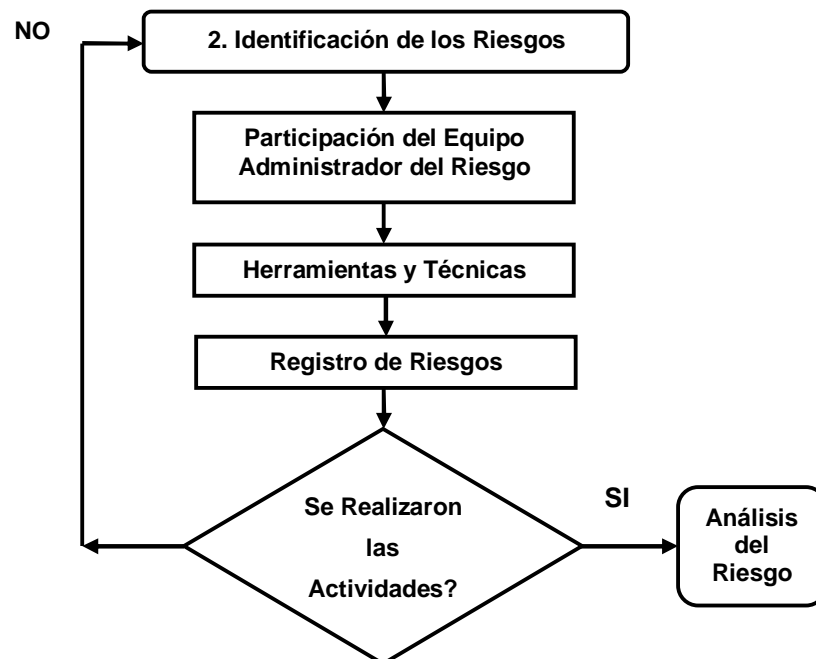 NO
2. Identificación de los Riesgos
Participación del Equipo
Administrador del Riesgo
Herramientas y Técnicas
Registro de Riesgos
Se Realizaron
las
Actividades?
SI
Análisis
del
Riesgo